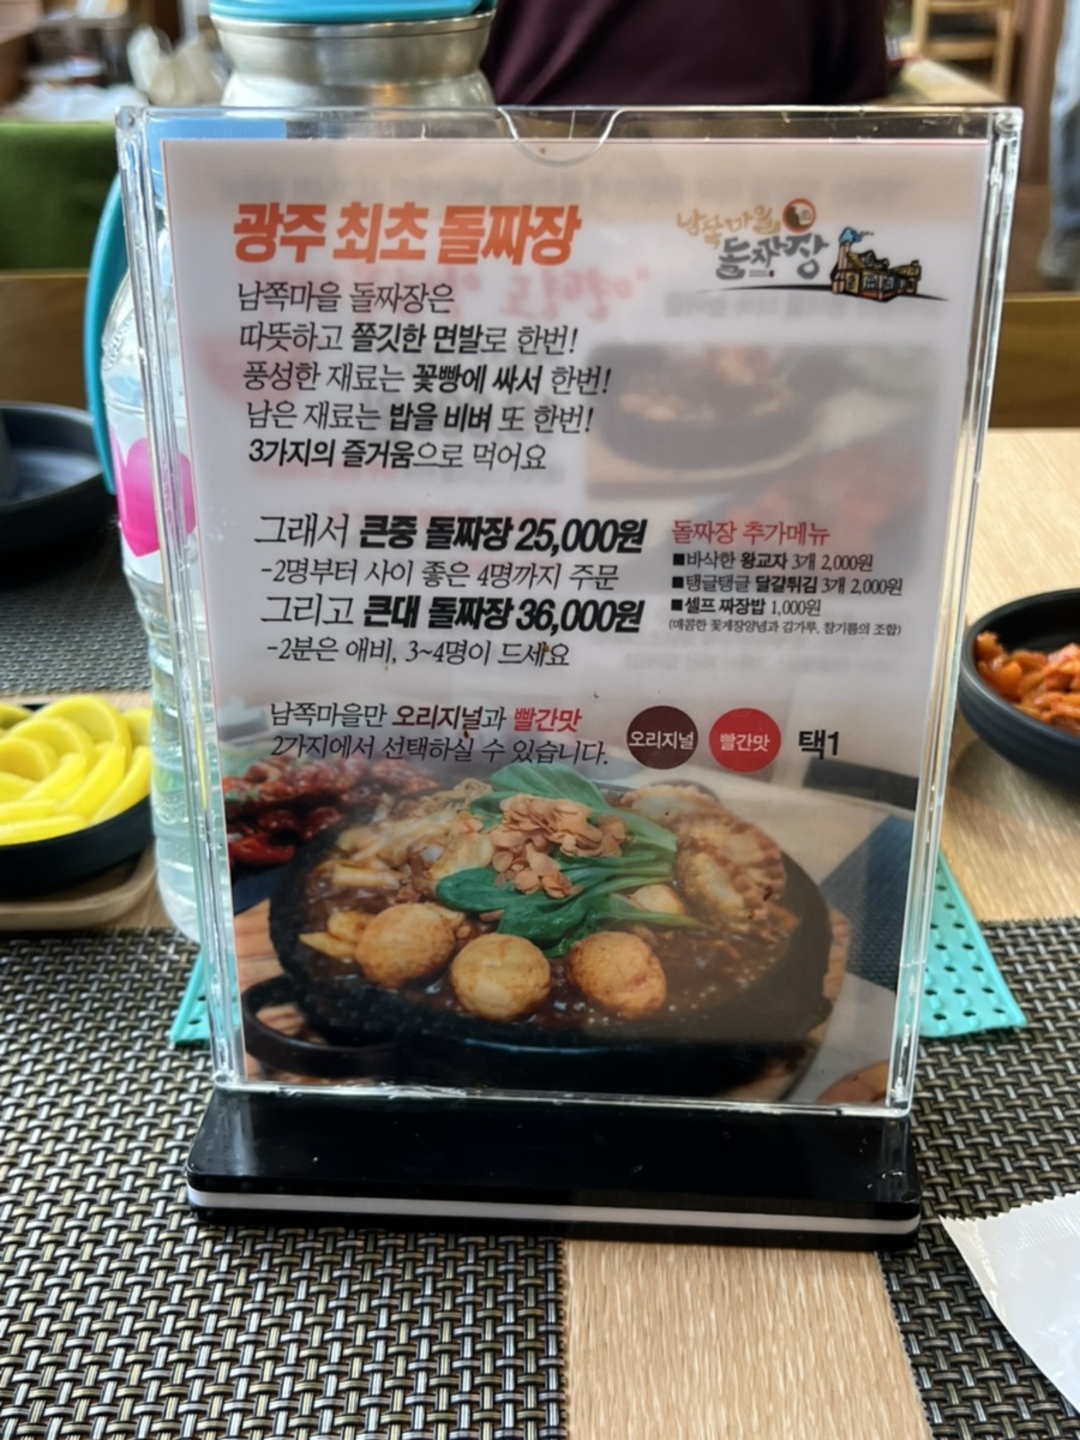 광주 최초 돌짜장
남쪽마을
돌짜장
남쪽마을 돌짜장은
따뜻하고 쫄깃한 면발로 한번!
풍성한 재료는 꽃빵에 싸서 한번!
남은 재료는 밥을 비벼 또 한번!
3가지의 즐거움으로 먹어요
그래서 큰중 돌짜장 25,000원
-2명부터 사이 좋은 4명까지 주문
그리고 큰대 돌짜장 36,000원
-2분은 애비, 3~4명이 드세요
돌짜장 추가메뉴
■바삭한 왕교자 3개 2,000원
■탱글탱글 달걀튀김 3개 2,000원
■셀프 짜장밥 1,000원
(매콤한 꽃게장양념과 김가루, 참기름의 조합)
남쪽마을만 오리지널과 빨간맛
2가지에서 선택하실 수 있습니다.
오리지널 빨간맛 택1